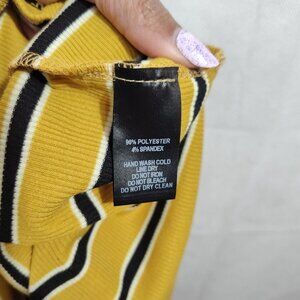 96% POLYESTER
4% SPANDEX
HAND WASH COLD
LINE DRY
DO NOT IRON
DO NOT BLEACH
DO NOT DRY CLEAN